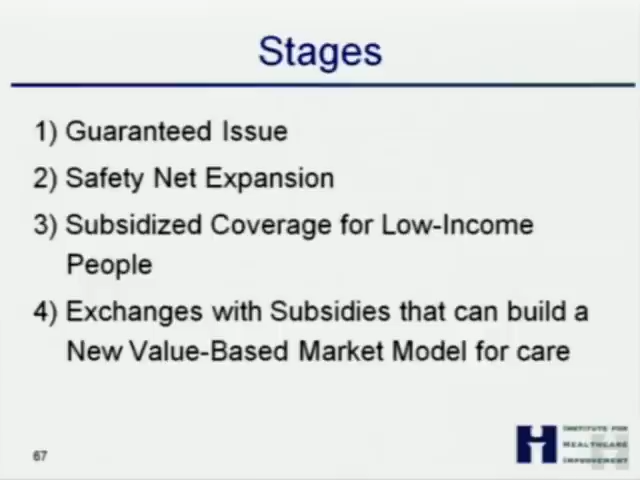 Stages
1) Guaranteed Issue
2) Safety Net Expansion
3) Subsidized Coverage for Low-Income
People
4) Exchanges with Subsidies that can build a
New Value-Based Market Model for care
67
INSTITUTE FOR
HEALTHCARE
IMPROVEMENT